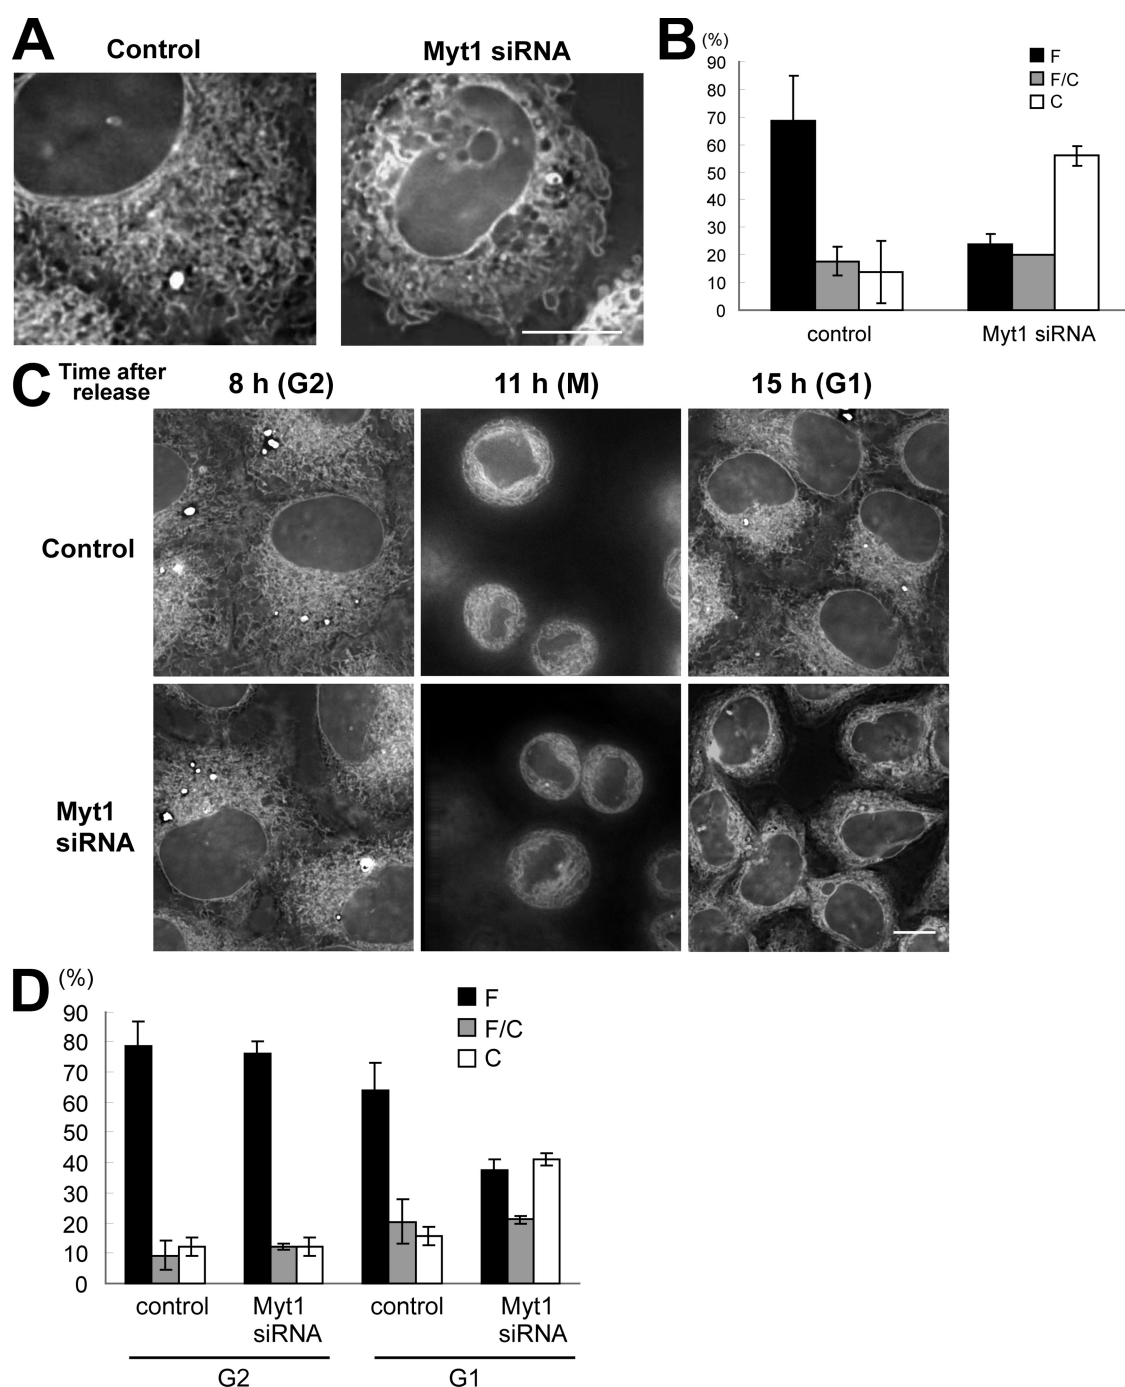 A
Control
Myt1 siRNA
B
(%)
90
80
70
60
50
40
30
20
10
0
F
F/C
C
control
Myt1 siRNA
C
Time after
release
8 h (G2)
11 h (M)
15 h (G1)
Control
Myt1
siRNA
D
(%)
90
80
70
60
50
40
30
20
10
0
F
F/C
C
control
Myt1
siRNA
control
Myt1
siRNA
G2
G1